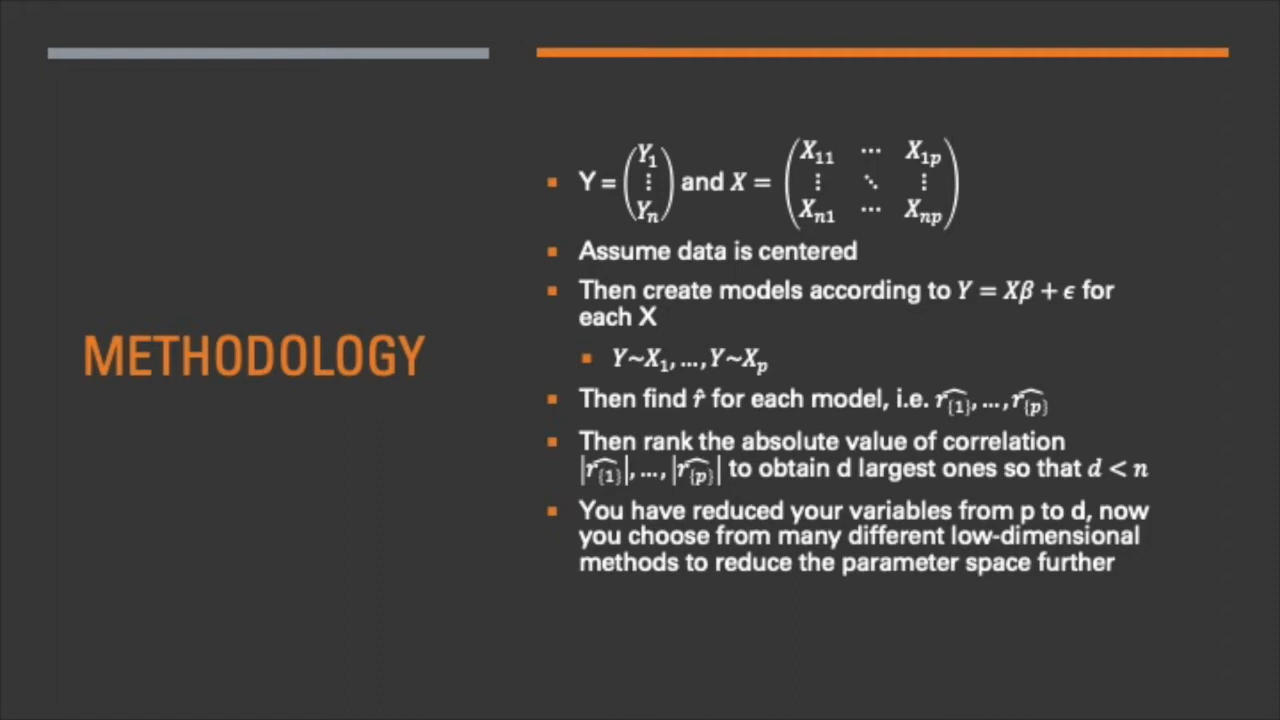 METHODOLOGY
Y = (Y₁ ⋮ Yₙ) and X = (X₁₁ ⋯ X₁ₚ ⋮ ⋱ ⋮ Xₙ₁ ⋯ Xₙₚ)
Assume data is centered
Then create models according to Y = Xβ + ϵ for
each X
Y~X₁, …, Y~Xₚ
Then find r̂ for each model, i.e. r̂_{1}, …, r̂_{p}
Then rank the absolute value of correlation
|r̂_{1}|, …, |r̂_{p}| to obtain d largest ones so that d < n
You have reduced your variables from p to d, now
you choose from many different low-dimensional
methods to reduce the parameter space further